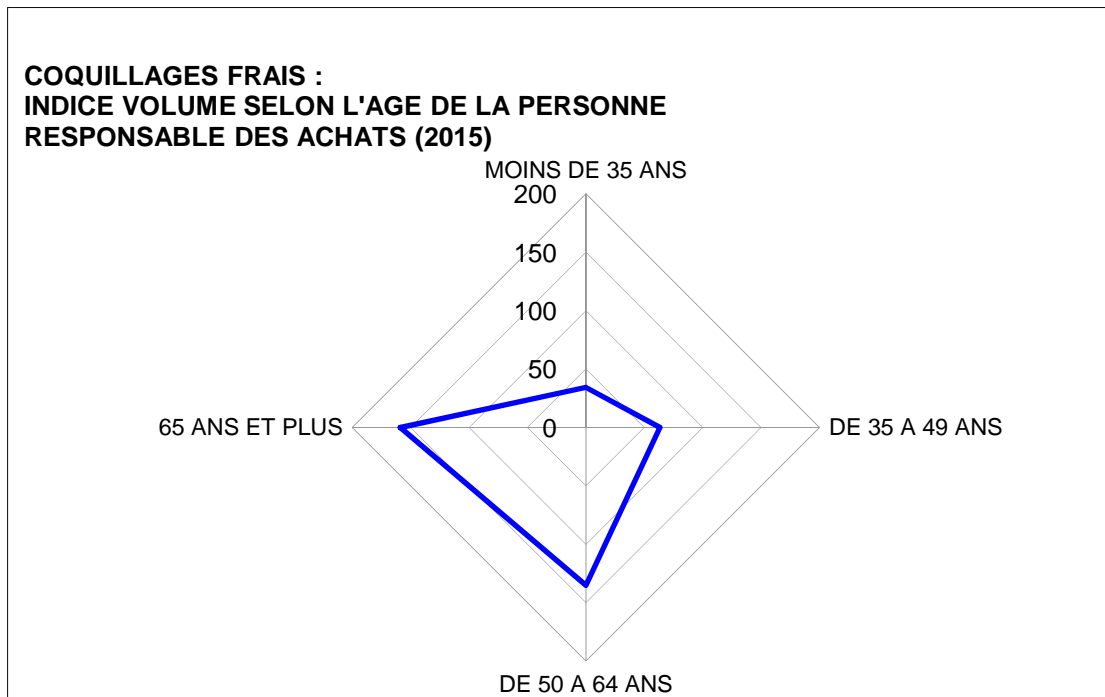 COQUILLAGES FRAIS :
INDICE VOLUME SELON L'AGE DE LA PERSONNE
RESPONSABLE DES ACHATS (2015)
MOINS DE 35 ANS
200
150
100
50
65 ANS ET PLUS
0
DE 35 A 49 ANS
DE 50 A 64 ANS